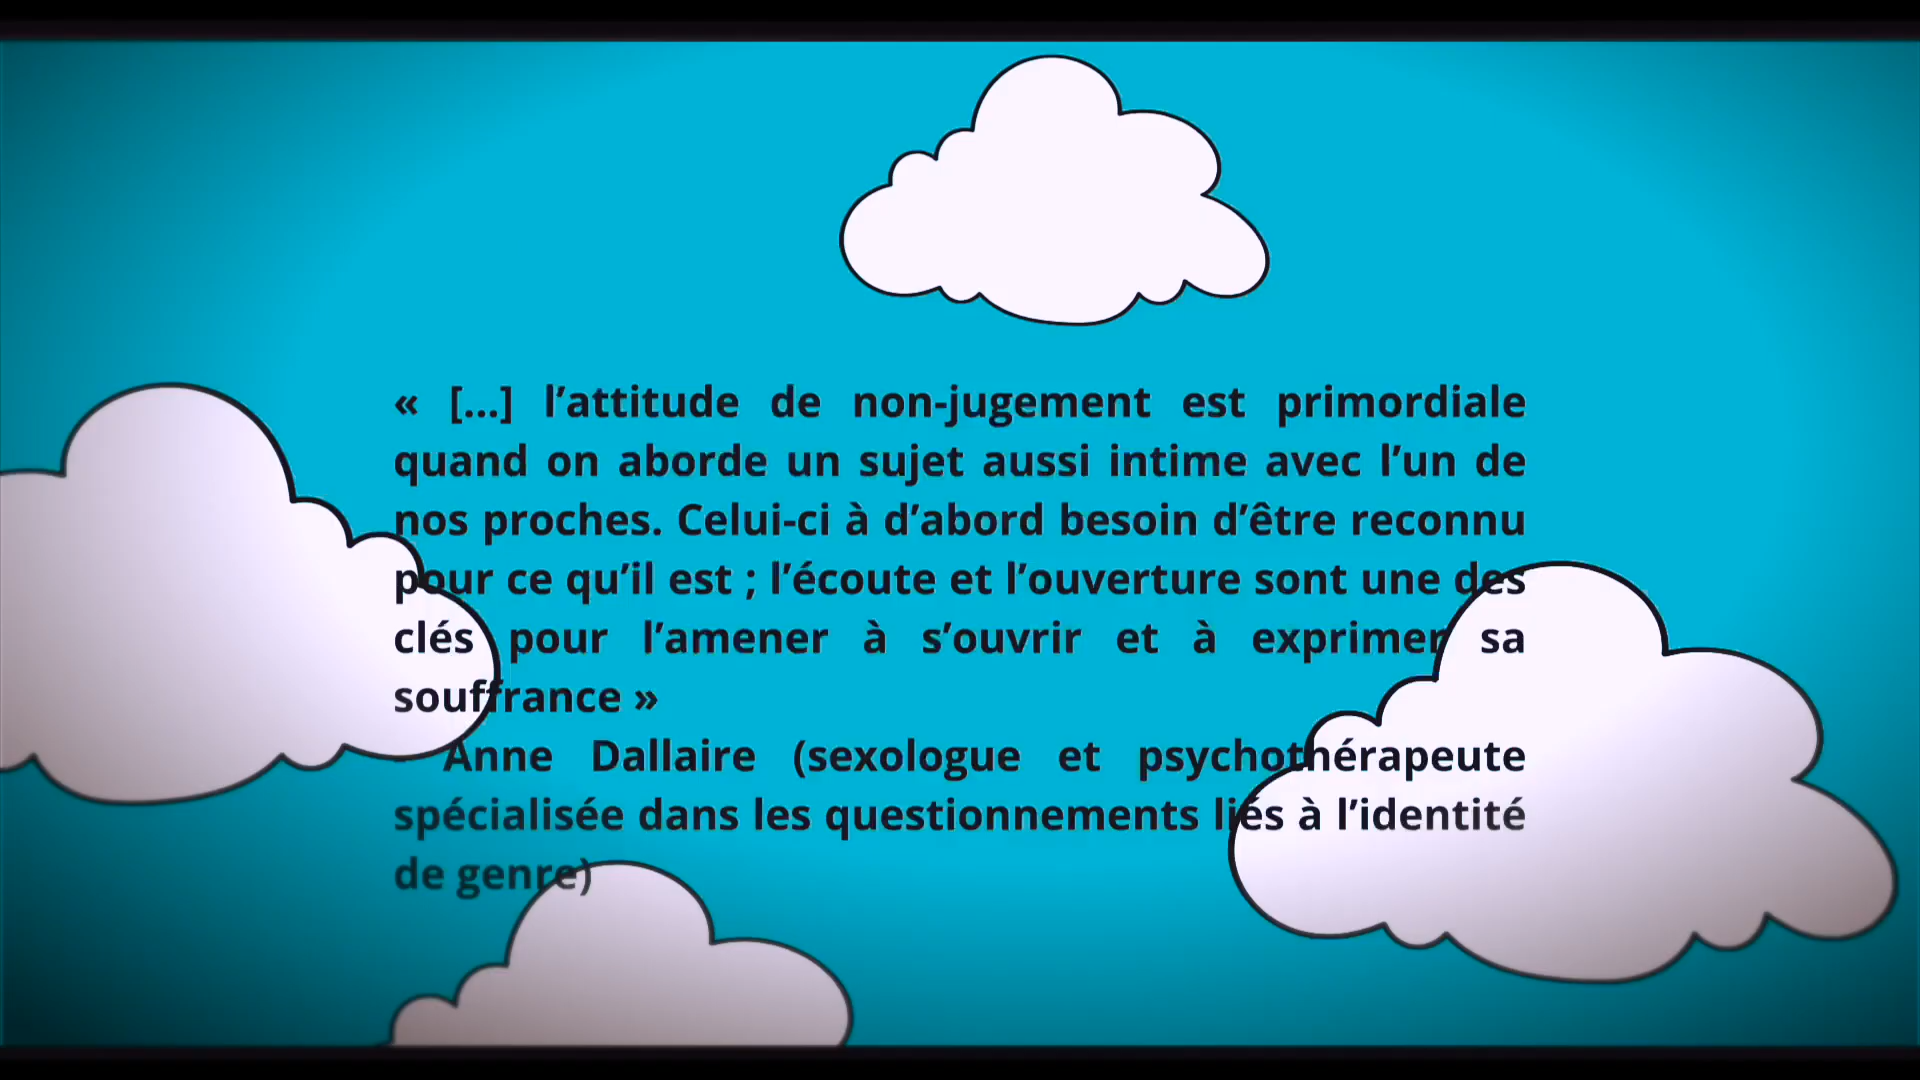 « [...] l’attitude de non-jugement est primordiale
quand on aborde un sujet aussi intime avec l’un de
nos proches. Celui-ci à d’abord besoin d’être reconnu
pour ce qu’il est ; l’écoute et l’ouverture sont une des
clés pour l’amener à s’ouvrir et à exprimer sa
souffrance »
- Anne Dallaire (sexologue et psychothérapeute
spécialisée dans les questionnements liés à l’identité
de genre)